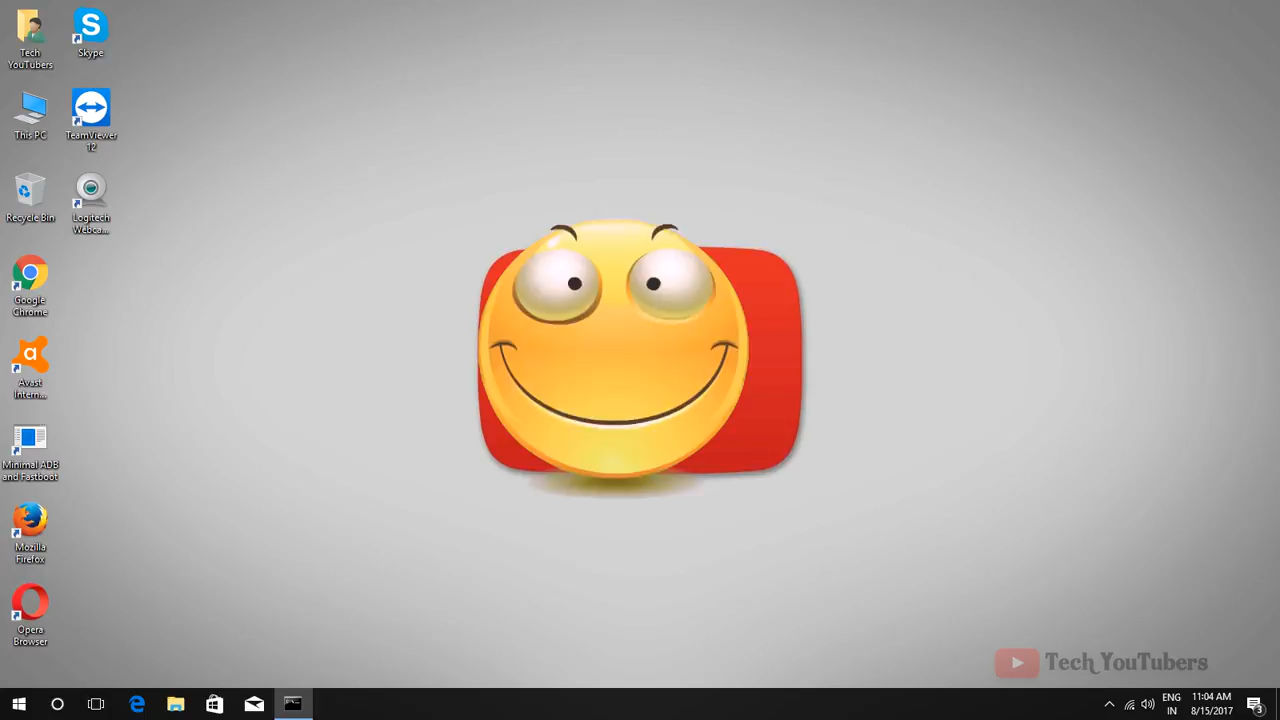 Tech
YouTubers
Skype
This PC
TeamViewer
12
Recycle Bin
Logitech
Webca...
Google
Chrome
Avast
Intern...
Minimal ADB
and Fastboot
Mozilla
Firefox
Opera
Browser
Tech YouTubers
ENG
IN
11:04 AM
8/15/2017
3